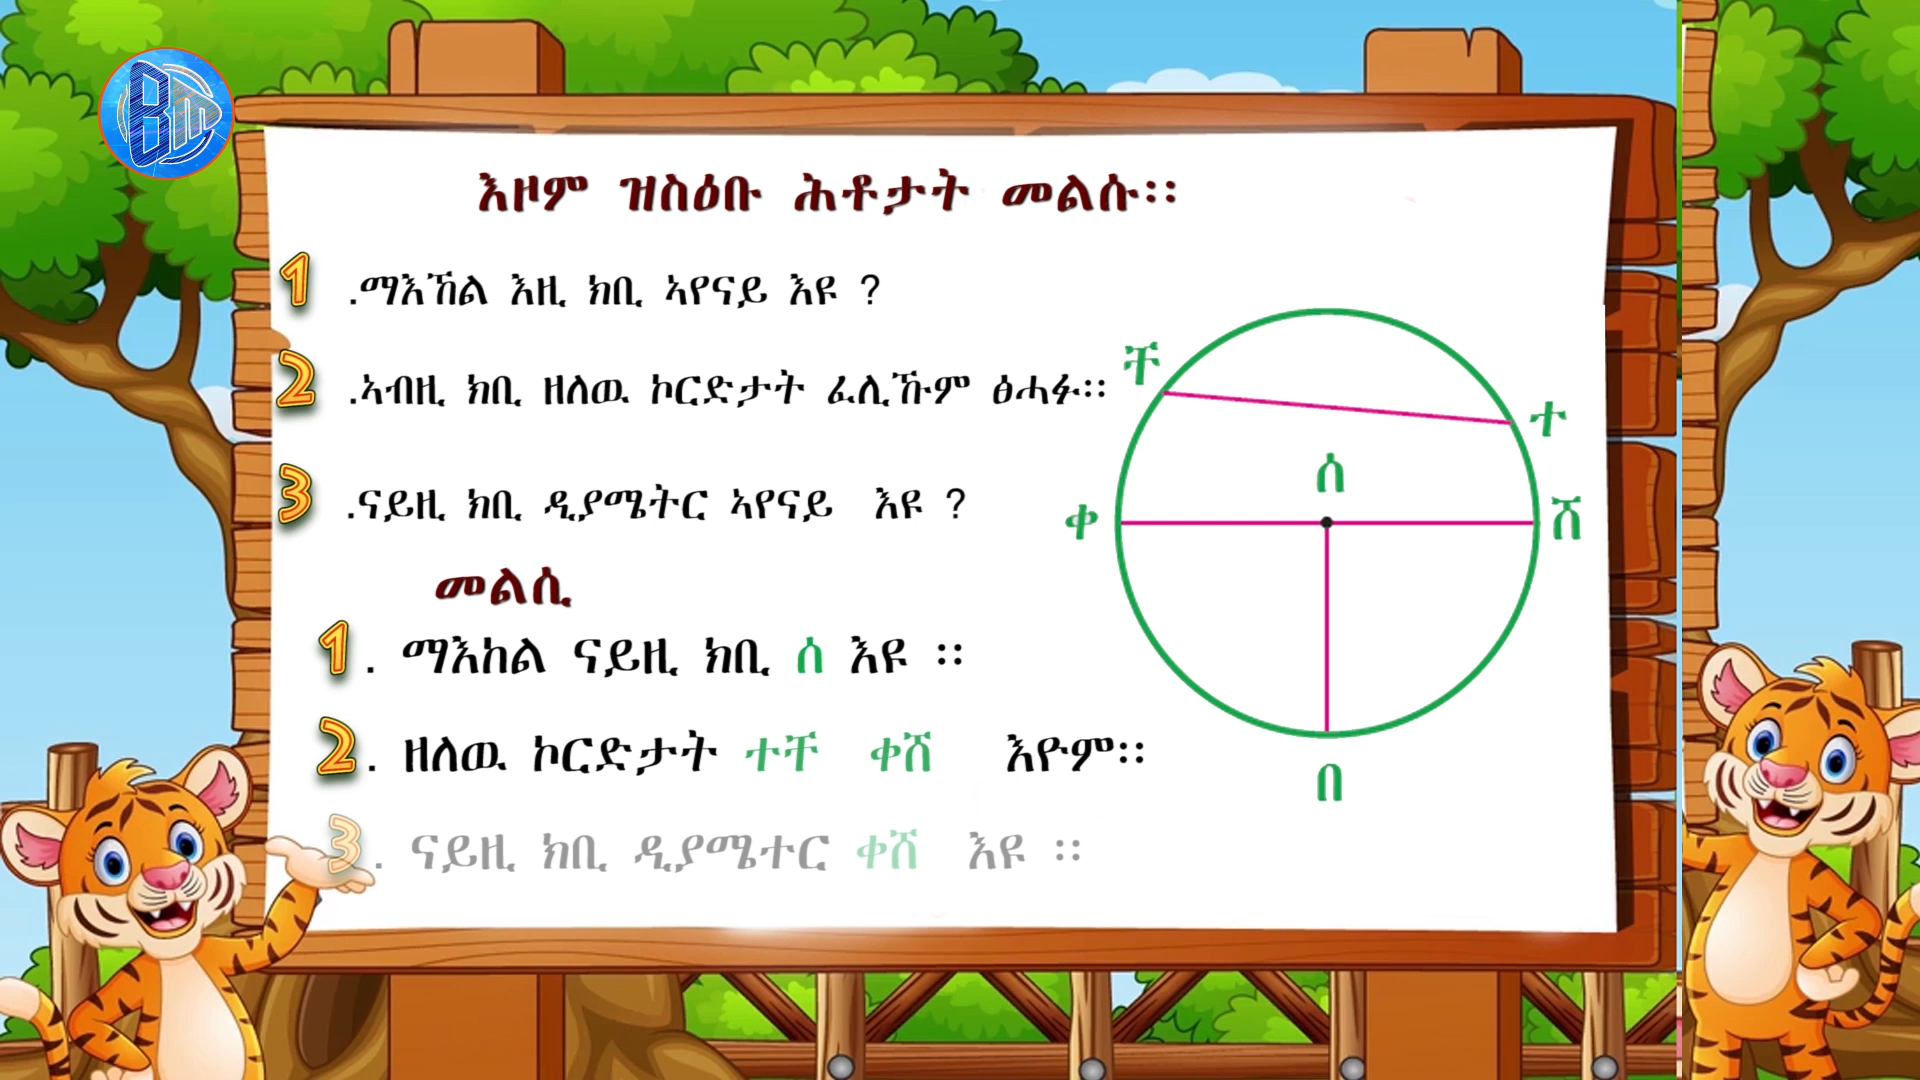 እዞም ዝስዕቡ ሕቶታት መልሱ፡፡
1 .ማእኸል እዚ ክቢ ኣየናይ እዩ ?
2 .ኣብዚ ክቢ ዘለዉ ኮርድታት ፈሊኹም ፅሓፉ፡፡
3 .ናይዚ ክቢ ዲያሜትር ኣየናይ እዩ ?
መልሲ
1 . ማእከል ናይዚ ክቢ ሰ እዩ ፡፡
2 . ዘለዉ ኮርድታት ተቸ ቀሸ እዮም፡፡
3 . ናይዚ ክቢ ዲያሜተር ቀሸ እዩ ፡፡
ቸ
ተ
ሰ
ቀ
ሸ
በ